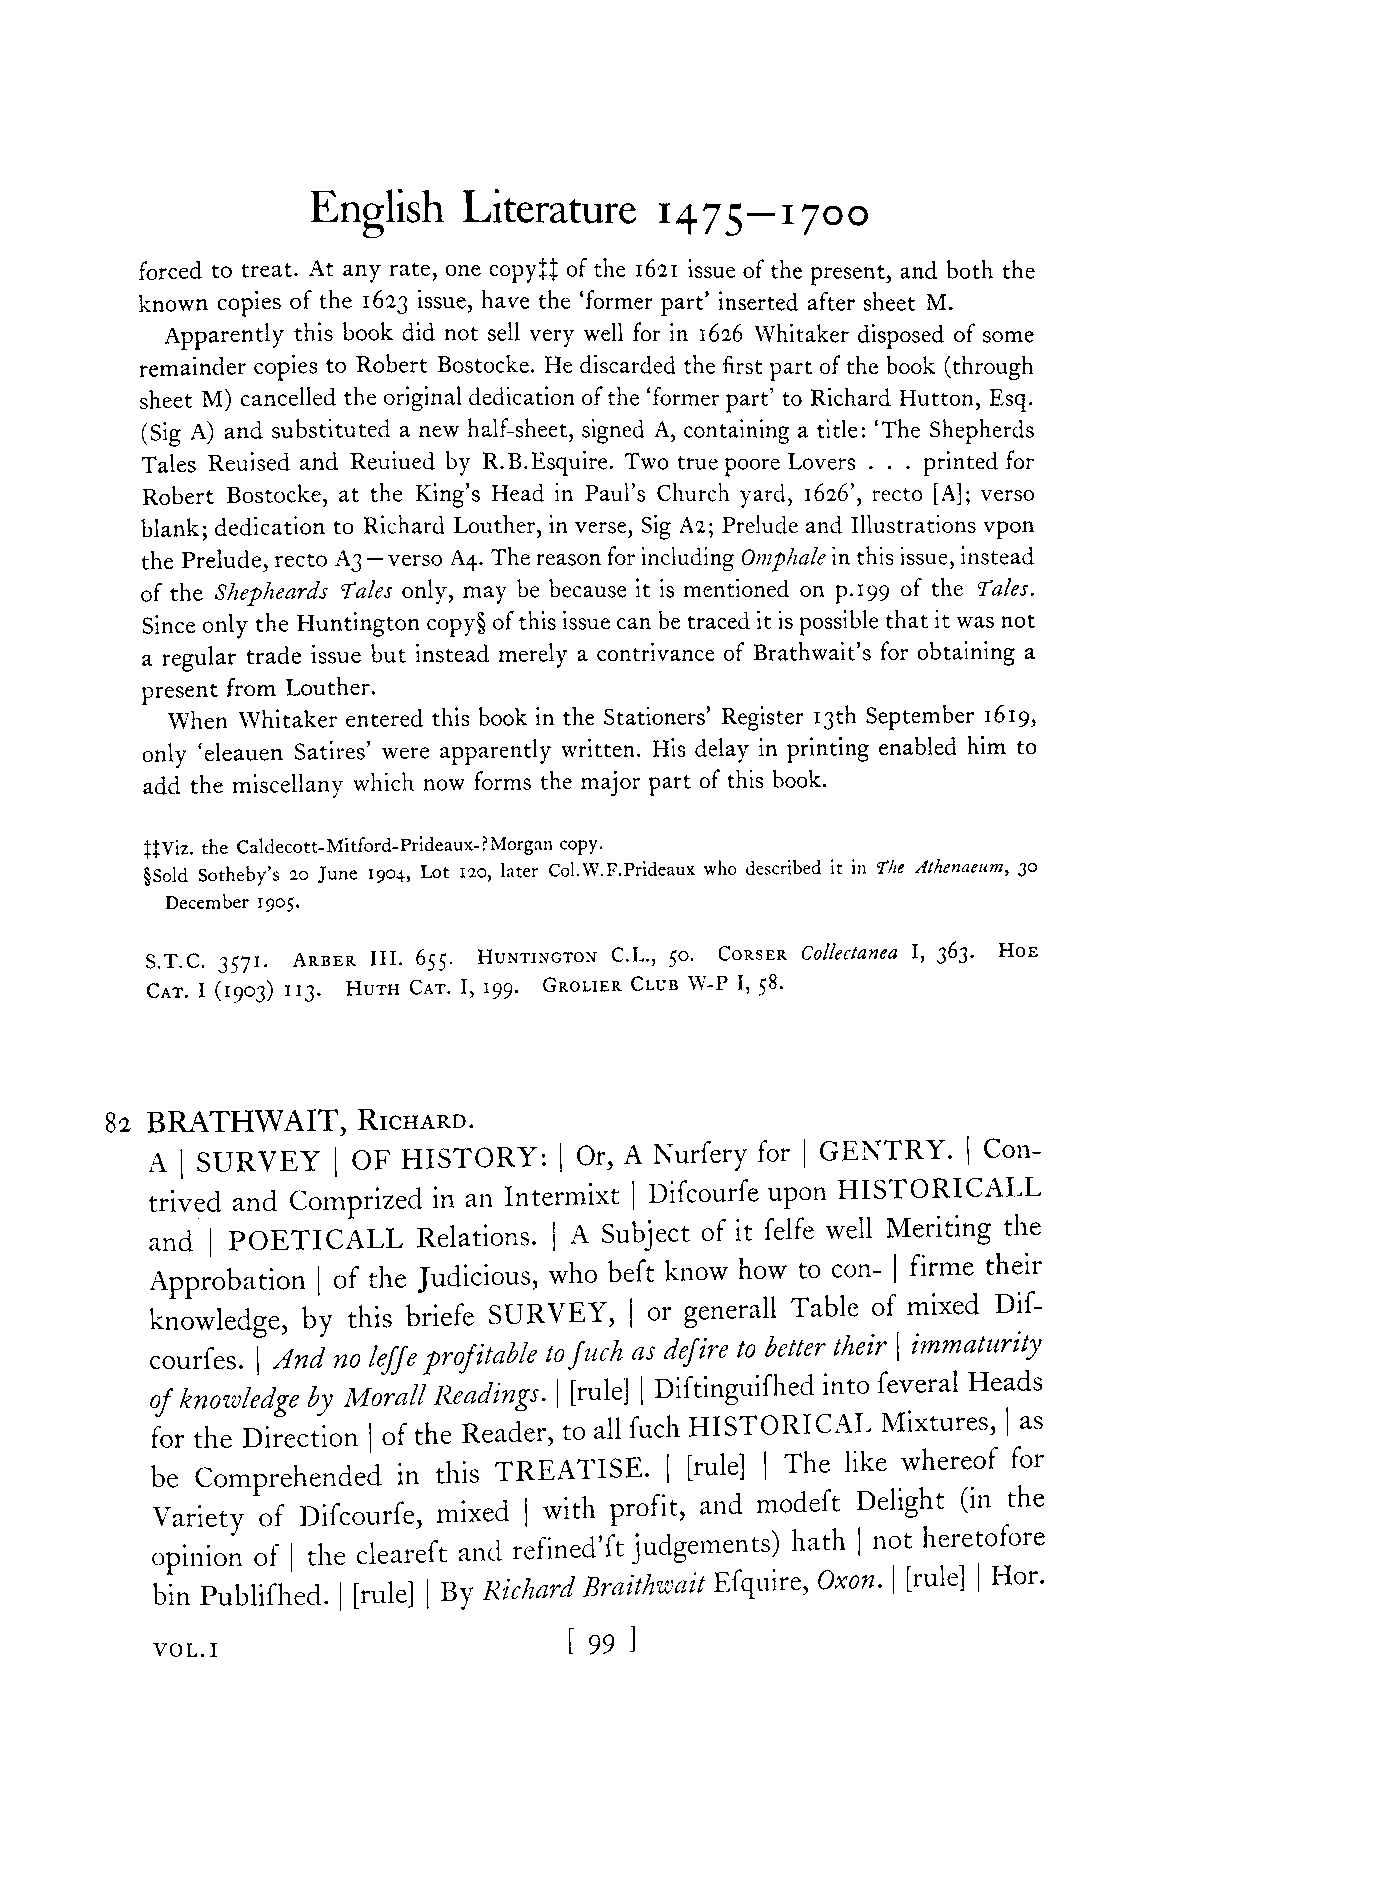 English Literature 1475—1700
forced to treat. At any rate, one copy‡‡ of the 1621 issue of the present, and both the
known copies of the 1623 issue, have the ‘former part’ inserted after sheet M.
Apparently this book did not sell very well for in 1626 Whitaker disposed of some
remainder copies to Robert Bostocke. He discarded the first part of the book (through
sheet M) cancelled the original dedication of the ‘former part’ to Richard Hutton, Esq.
(Sig A) and substituted a new half-sheet, signed A, containing a title: ‘The Shepherds
Tales Reuised and Reuiued by R.B.Esquire. Two true poore Lovers . . . printed for
Robert Bostocke, at the King’s Head in Paul’s Church yard, 1626’, recto [A]; verso
blank; dedication to Richard Louther, in verse, Sig A2; Prelude and Illustrations vpon
the Prelude, recto A3—verso A4. The reason for including Omphale in this issue, instead
of the Shepheards Tales only, may be because it is mentioned on p.199 of the Tales.
Since only the Huntington copy§ of this issue can be traced it is possible that it was not
a regular trade issue but instead merely a contrivance of Brathwait’s for obtaining a
present from Louther.
When Whitaker entered this book in the Stationers’ Register 13th September 1619,
only ‘eleauen Satires’ were apparently written. His delay in printing enabled him to
add the miscellany which now forms the major part of this book.
‡‡Viz. the Caldecott-Mitford-Prideaux-?Morgan copy.
§Sold Sotheby’s 20 June 1904, Lot 120, later Col.W.F.Prideaux who described it in The Athenaeum, 30
December 1905.
S.T.C. 3571. Arber III. 655. Huntington C.L., 50. Corser Collectanea I, 363. Hoe
Cat. I (1903) 113. Huth Cat. I, 199. Grolier Club W-P I, 58.
82 BRATHWAIT, Richard.
A | SURVEY | OF HISTORY: | Or, A Nurſery for | GENTRY. | Con-
trived and Comprized in an Intermixt | Diſcourſe upon HISTORICALL
and | POETICALL Relations. | A Subject of it ſelfe well Meriting the
Approbation | of the Judicious, who beſt know how to con- | firme their
knowledge, by this briefe SURVEY, | or generall Table of mixed Diſ-
courſes. | And no leſſe profitable to ſuch as deſire to better their | immaturity
of knowledge by Morall Readings. | [rule] | Diſtinguiſhed into ſeveral Heads
for the Direction | of the Reader, to all ſuch HISTORICAL Mixtures, | as
be Comprehended in this TREATISE. | [rule] | The like whereof for
Variety of Diſcourſe, mixed | with profit, and modeſt Delight (in the
opinion of | the cleareſt and refined’ſt judgements) hath | not heretofore
bin Publiſhed. | [rule] | By Richard Braithwait Eſquire, Oxon. | [rule] | Hor.
VOL.I [ 99 ]